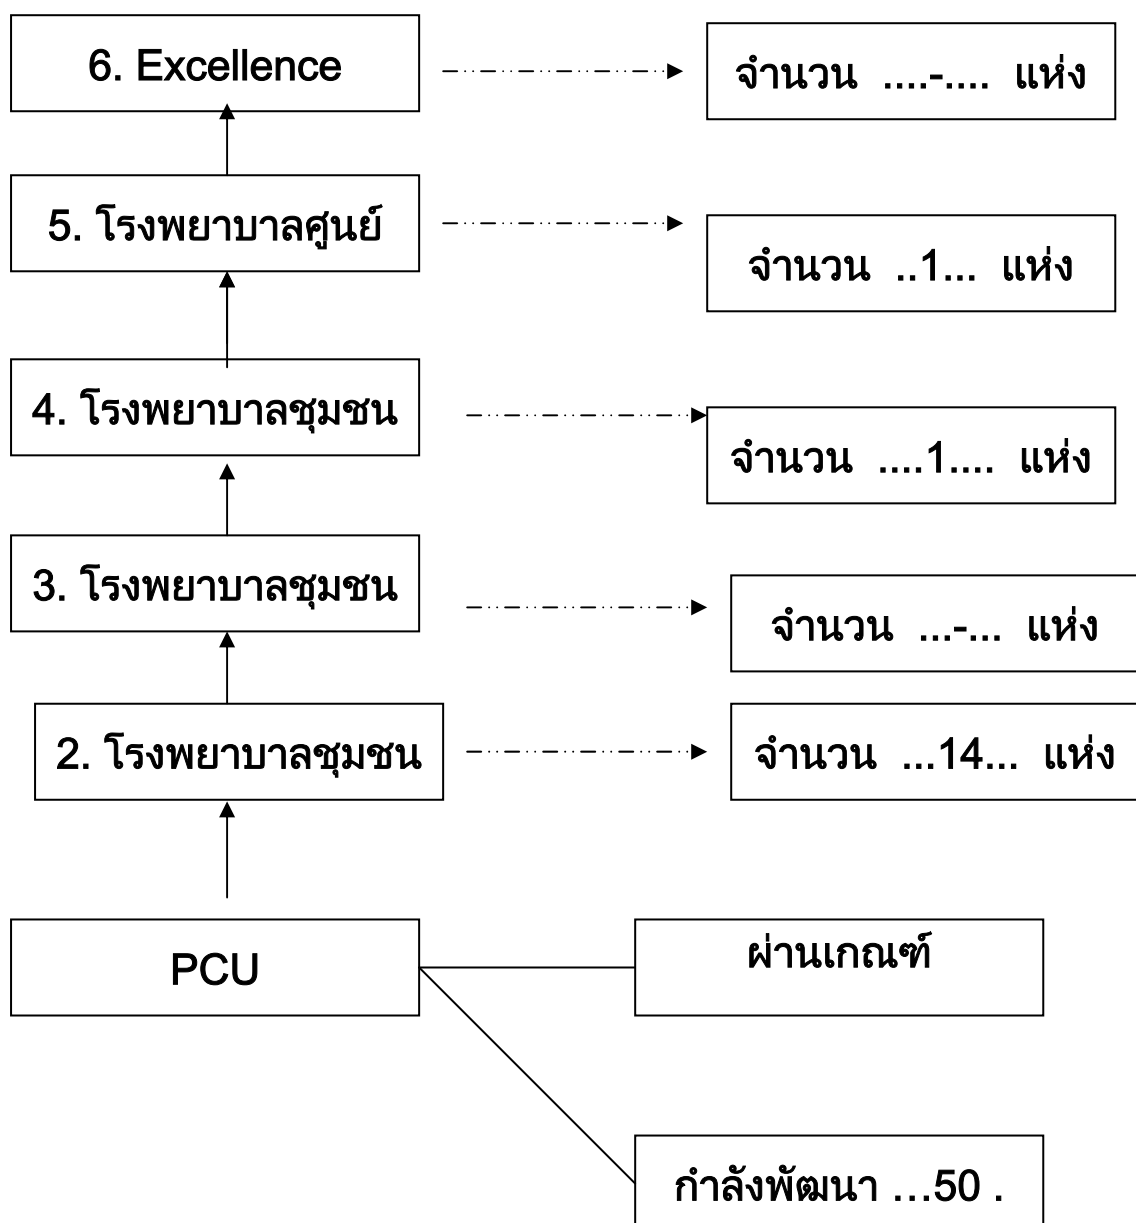 6. Excellence
จำนวน ....-.... แห่ง
5. โรงพยาบาลศูนย์
จำนวน ..1... แห่ง
4. โรงพยาบาลชุมชน
จำนวน ....1.... แห่ง
3. โรงพยาบาลชุมชน
จำนวน ...-... แห่ง
2. โรงพยาบาลชุมชน
จำนวน ...14... แห่ง
PCU
ผ่านเกณฑ์
กำลังพัฒนา ...50 .